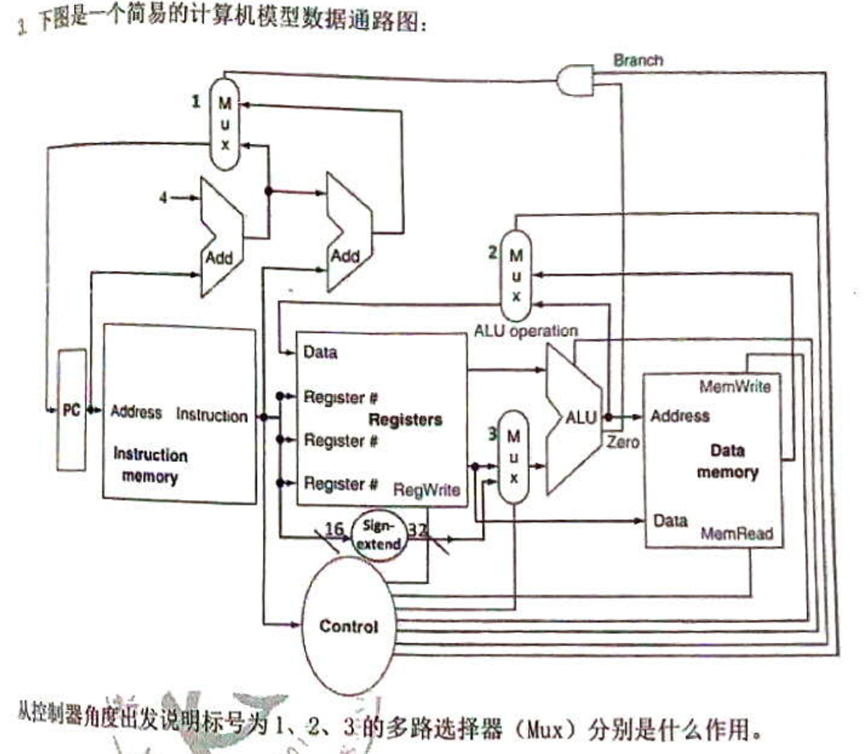 3 下图是一个简易的计算机模型数据通路图：
Branch
1
M
u
x
4
Add
Add
2
M
u
x
ALU operation
Data
Register #
Registers
Register #
Register #
RegWrite
PC
Address
Instruction
Instruction
memory
3
M
u
x
ALU
Zero
MemWrite
Address
Data
memory
Data
MemRead
16
Sign-
extend
32
Control
从控制器角度出发说明标号为 1、2、3 的多路选择器（Mux）分别是什么作用。